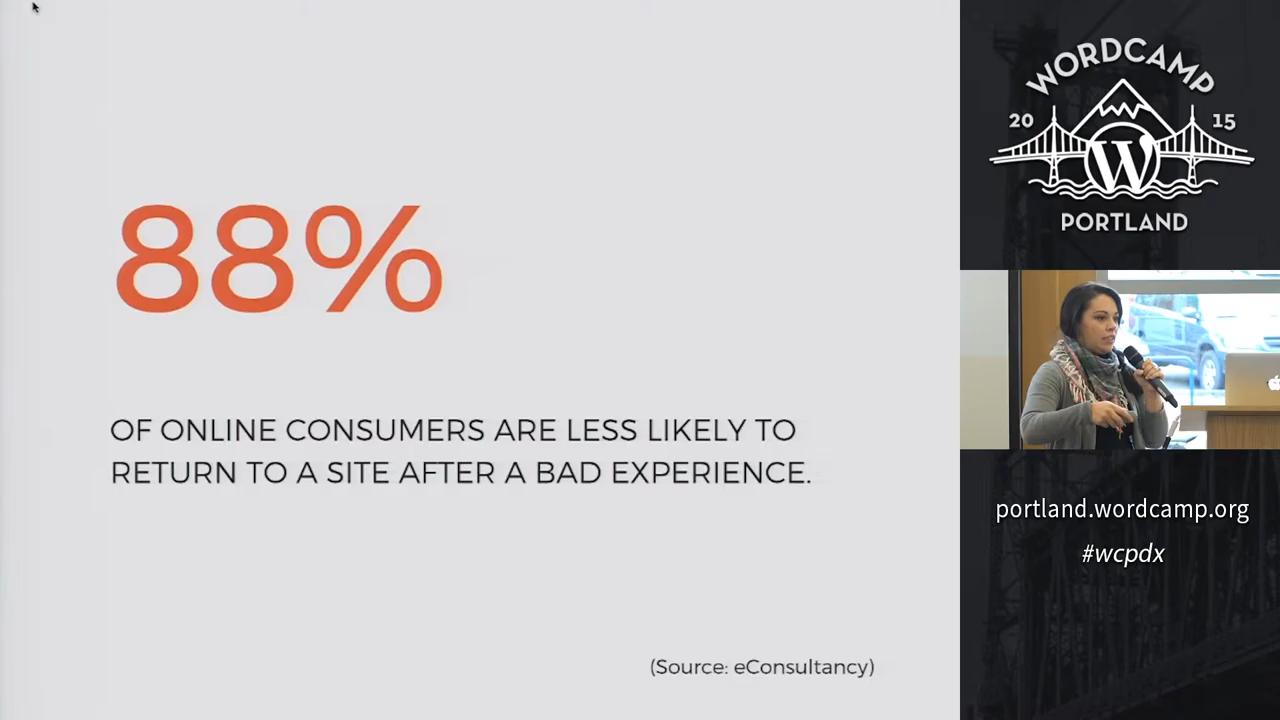 88%
OF ONLINE CONSUMERS ARE LESS LIKELY TO
RETURN TO A SITE AFTER A BAD EXPERIENCE.
(Source: eConsultancy)
WORDCAMP
20 15
W
PORTLAND
portland.wordcamp.org
#wcpdx